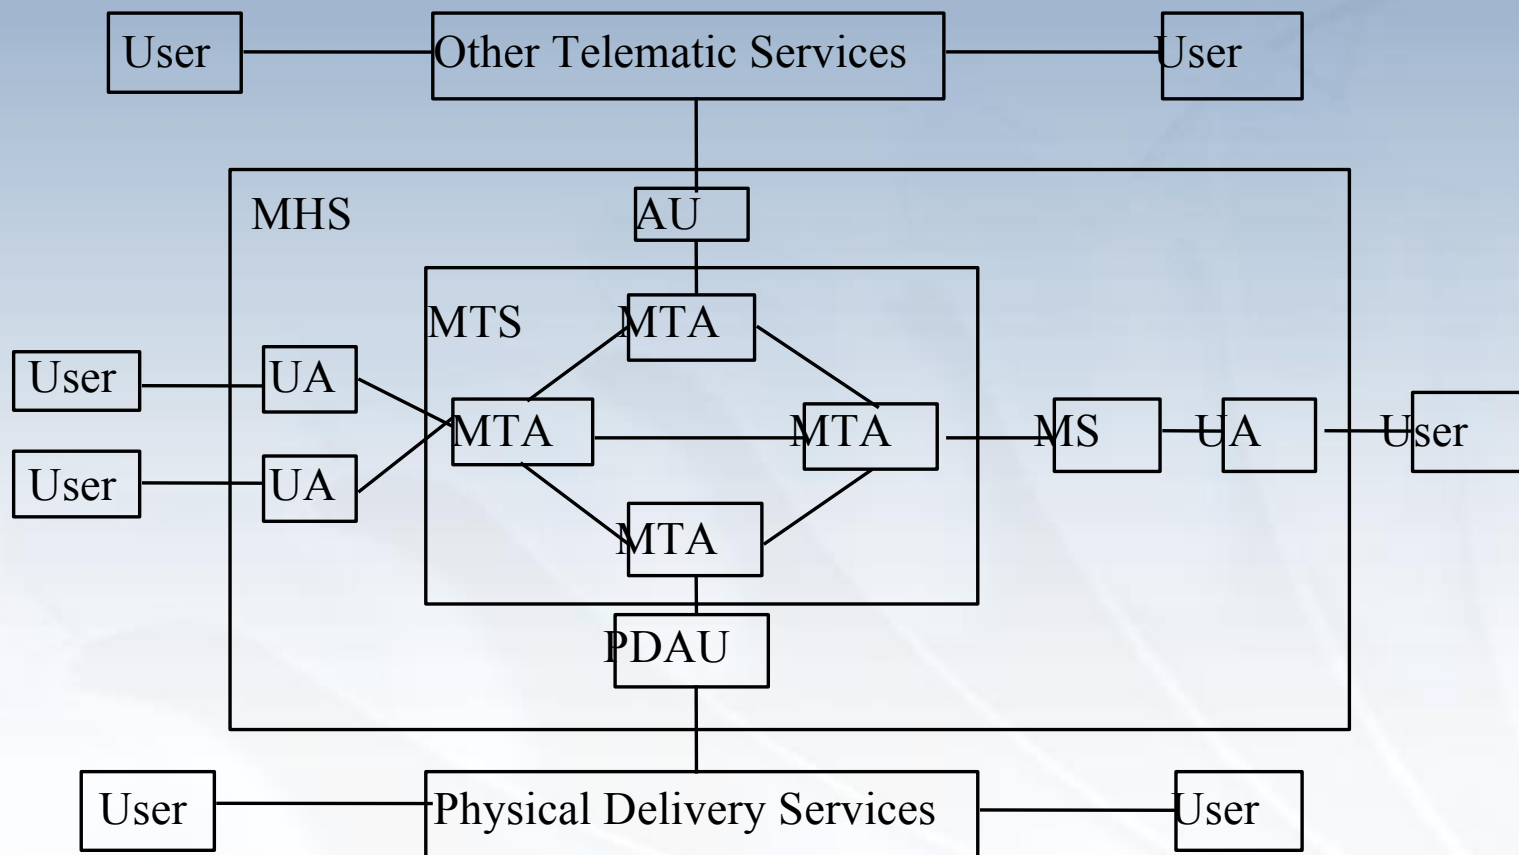 User
Other Telematic Services
User
MHS
AU
MTS
MTA
User
UA
MTA
MTA
MS
UA
User
User
UA
MTA
PDAU
User
Physical Delivery Services
User